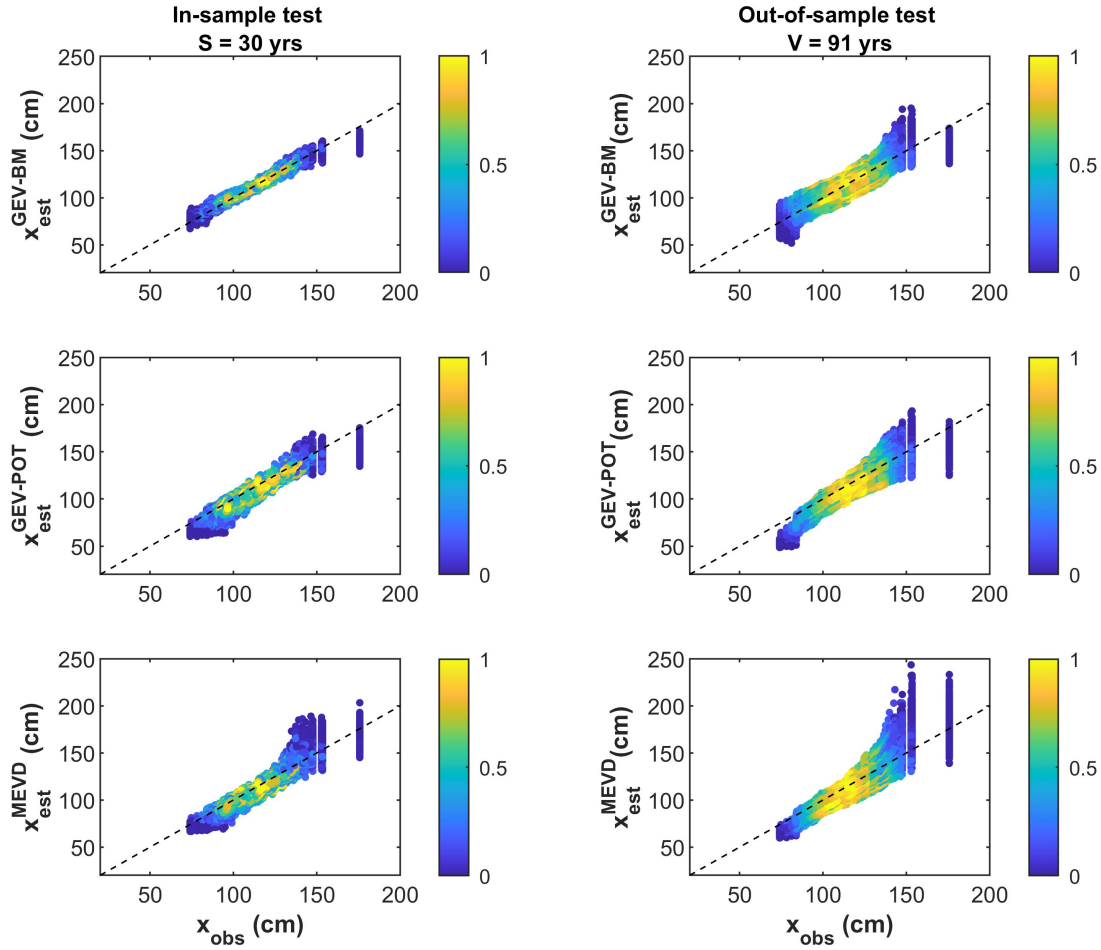 In-sample test
S = 30 yrs
Out-of-sample test
V = 91 yrs
250
200
150
100
50
x_est^GEV-BM (cm)
50 100 150 200
1
0.5
0
250
200
150
100
50
x_est^GEV-BM (cm)
50 100 150 200
1
0.5
0
250
200
150
100
50
x_est^GEV-POT (cm)
50 100 150 200
1
0.5
0
250
200
150
100
50
x_est^GEV-POT (cm)
50 100 150 200
1
0.5
0
250
200
150
100
50
x_est^MEVD (cm)
50 100 150 200
x_obs (cm)
1
0.5
0
250
200
150
100
50
x_est^MEVD (cm)
50 100 150 200
x_obs (cm)
1
0.5
0